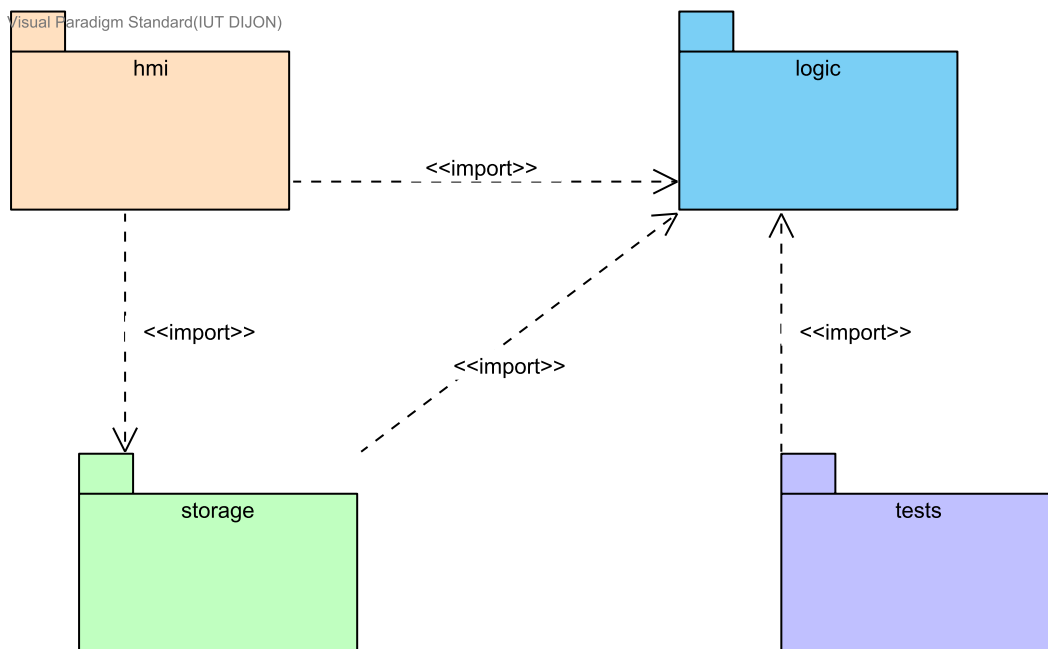 Visual Paradigm Standard(IUT DIJON)
hmi
logic
<<import>>
<<import>>
<<import>>
<<import>>
storage
tests